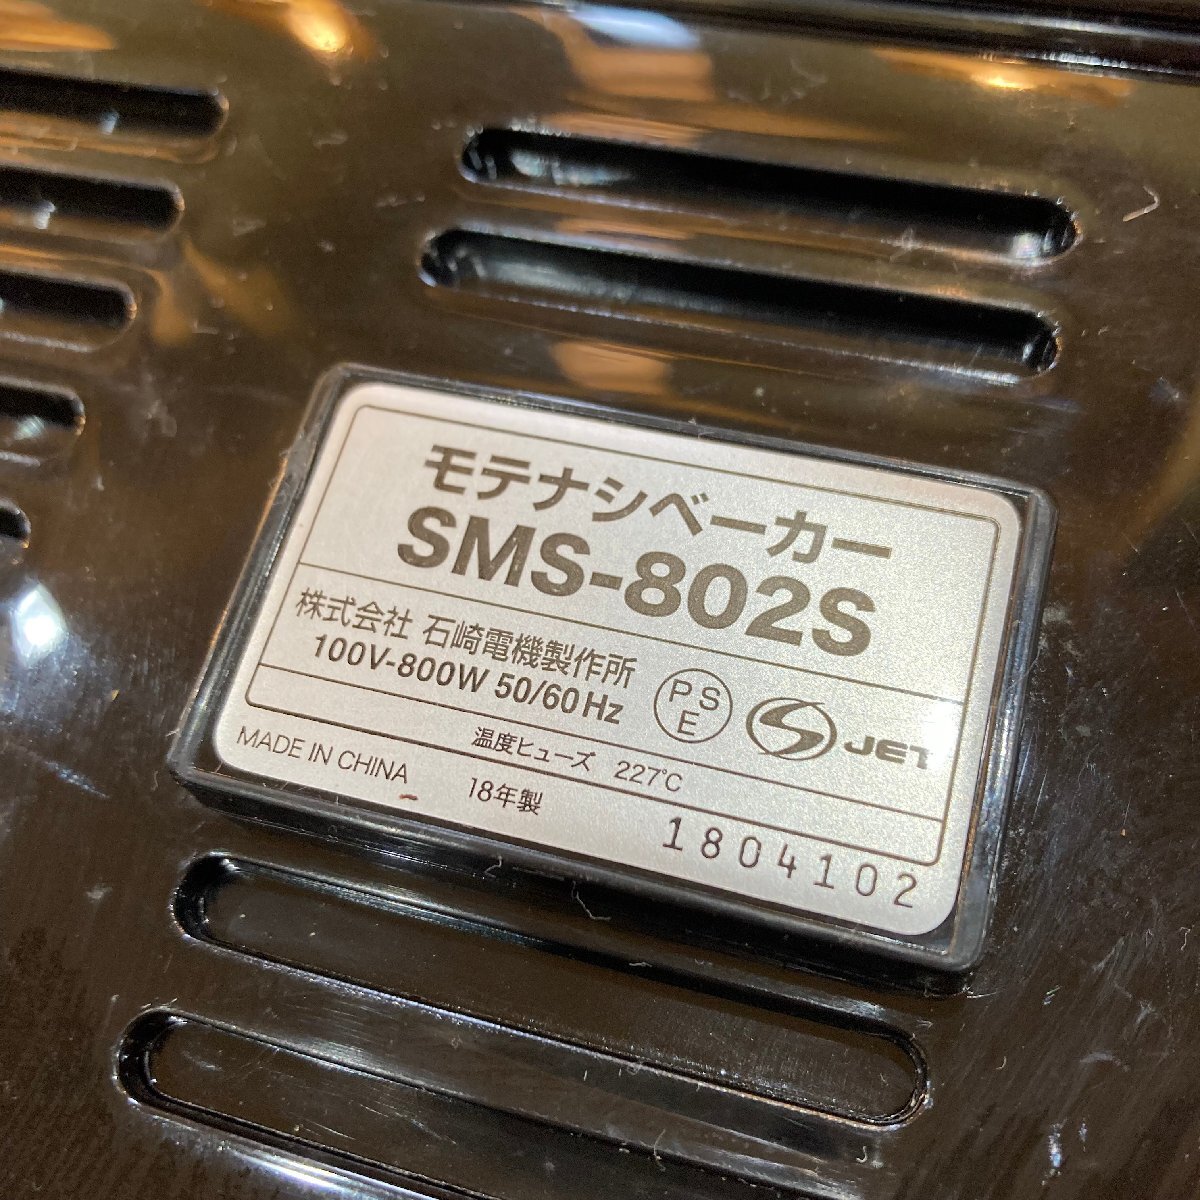 モテナシベーカー
SMS-802S
株式会社 石崎電機製作所
100V-800W 50/60Hz
PS
E
S JET
温度ヒューズ 227℃
MADE IN CHINA 18年製 1804102